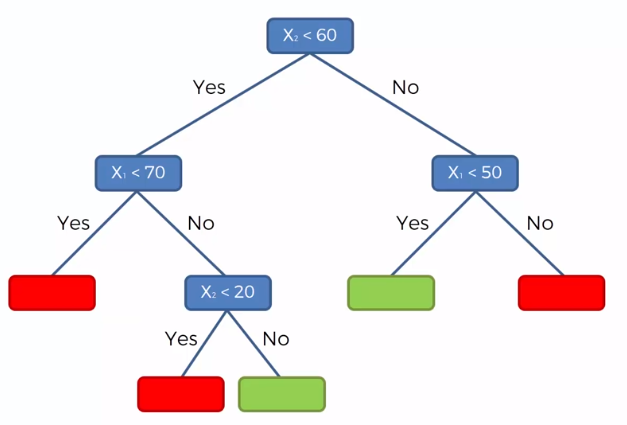 X₂ < 60
Yes
No
X₁ < 70
X₁ < 50
Yes
No
Yes
No
X₂ < 20
Yes
No